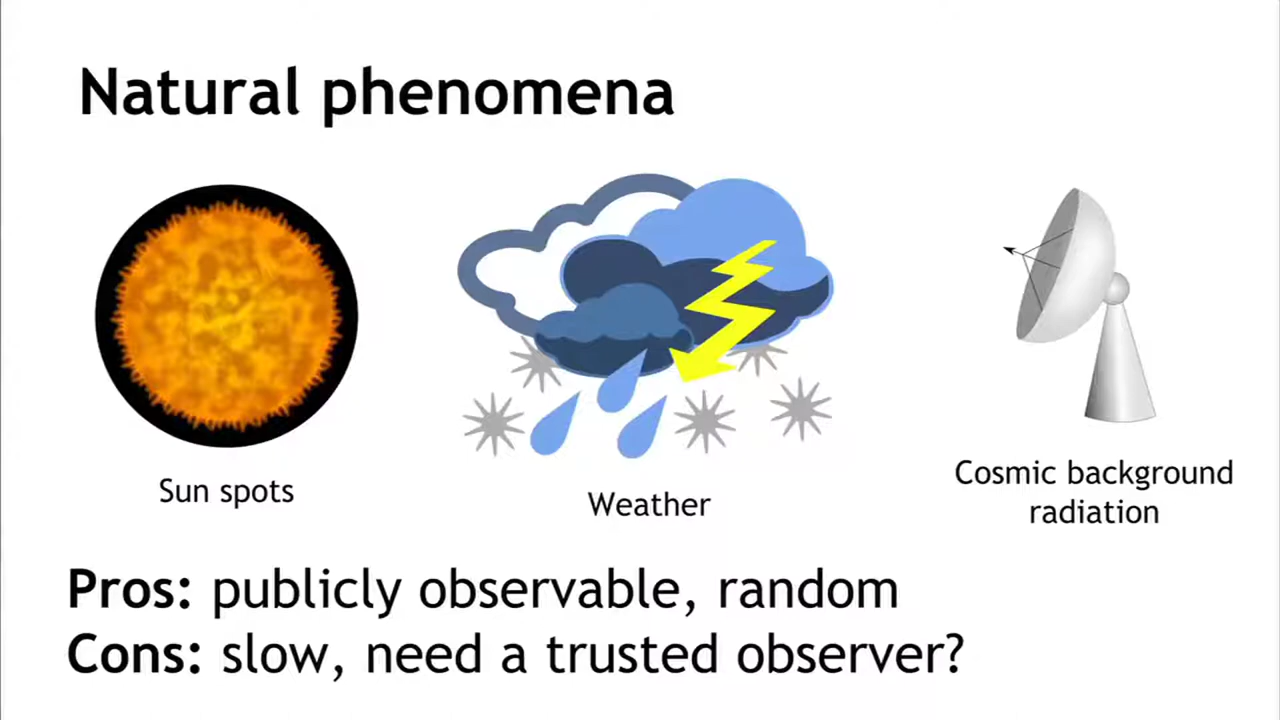 Natural phenomena
Sun spots
Weather
Cosmic background
radiation
Pros: publicly observable, random
Cons: slow, need a trusted observer?